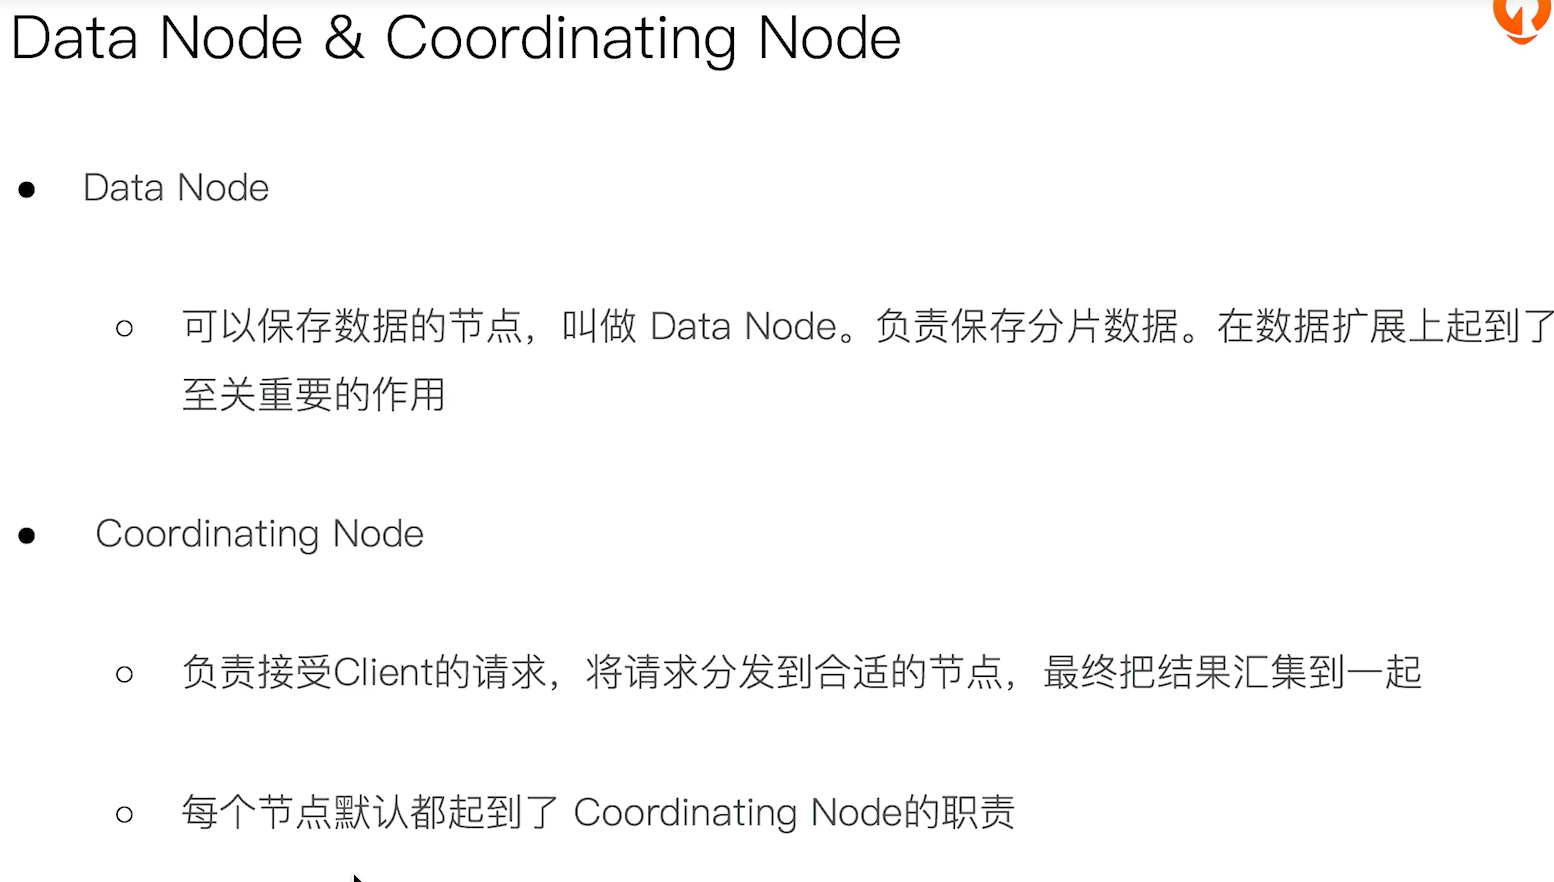 Data Node & Coordinating Node
Data Node
可以保存数据的节点，叫做 Data Node。负责保存分片数据。在数据扩展上起到了
至关重要的作用
Coordinating Node
负责接受Client的请求，将请求分发到合适的节点，最终把结果汇集到一起
每个节点默认都起到了 Coordinating Node的职责